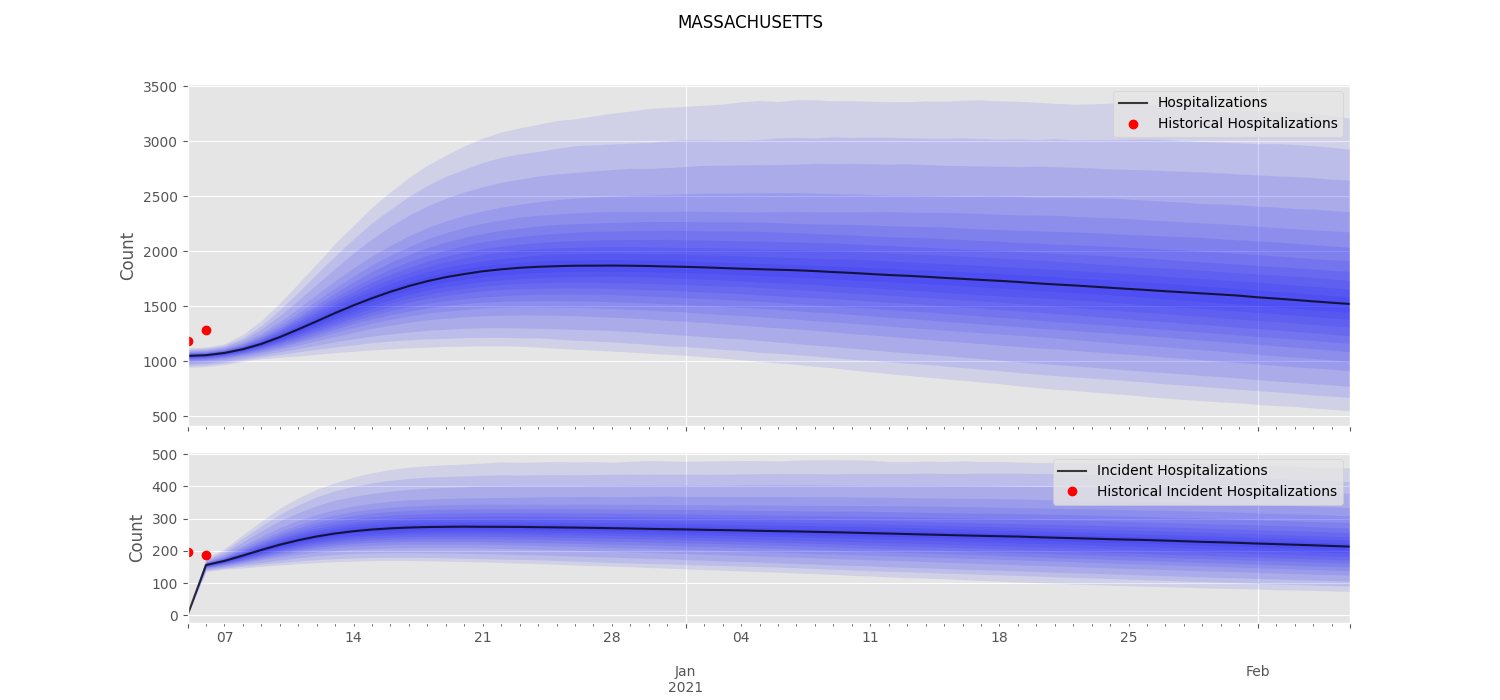 MASSACHUSETTS
3500
3000
2500
2000
1500
1000
500
Count
Hospitalizations
Historical Hospitalizations
500
400
300
200
100
0
Count
Incident Hospitalizations
Historical Incident Hospitalizations
07 14 21 28 04 11 18 25
Jan Feb
2021